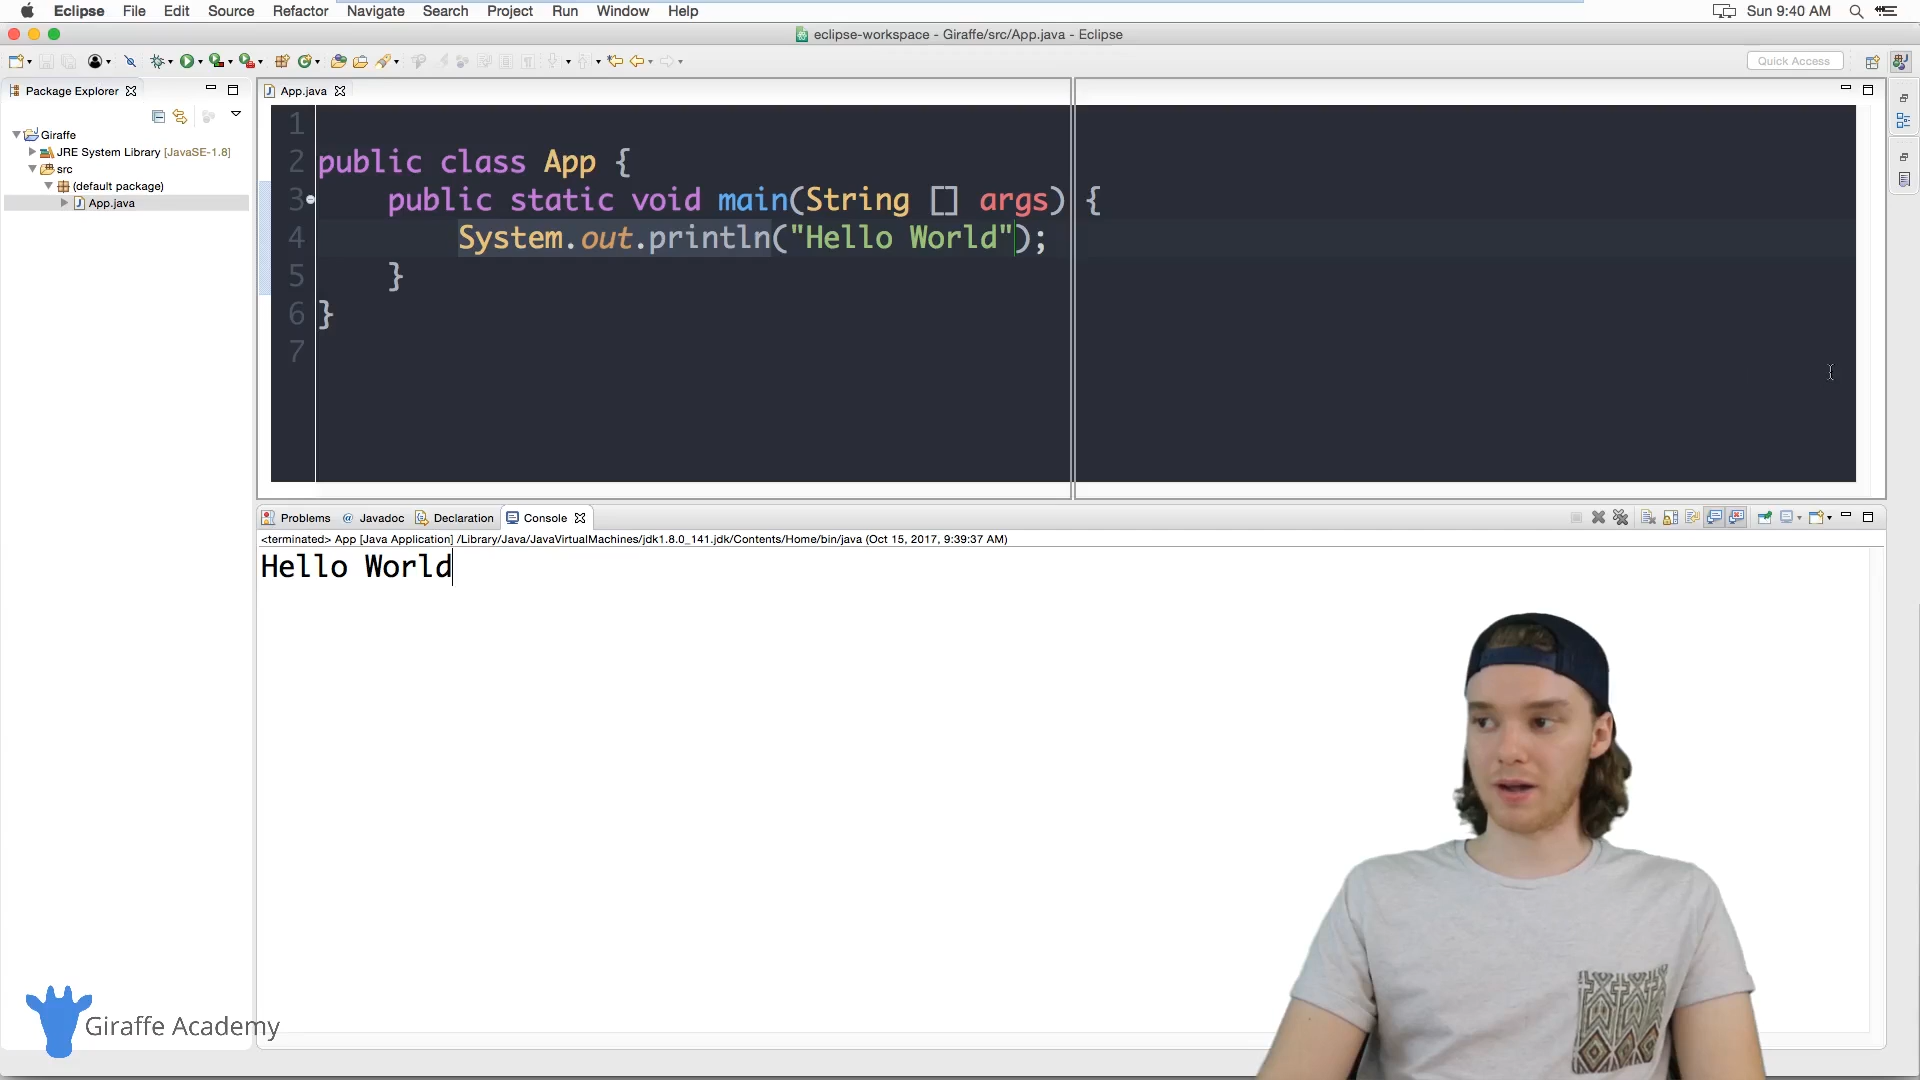 Eclipse File Edit Source Refactor Navigate Search Project Run Window Help Sun 9:40 AM
eclipse-workspace - Giraffe/src/App.java - Eclipse
Quick Access
Package Explorer
App.java
Giraffe
JRE System Library [JavaSE-1.8]
src
(default package)
App.java
1
2 public class App {
3 public static void main(String [] args) {
4 System.out.println("Hello World");
5 }
6 }
7
Problems Javadoc Declaration Console
<terminated> App [Java Application] /Library/Java/JavaVirtualMachines/jdk1.8.0_141.jdk/Contents/Home/bin/java (Oct 15, 2017, 9:39:37 AM)
Hello World
Giraffe Academy